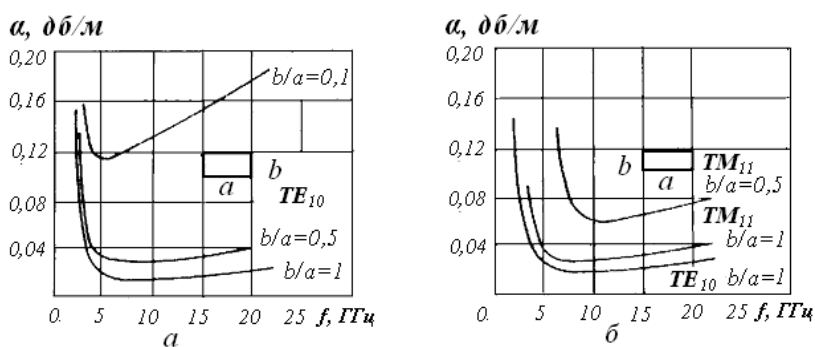 α, дб/м
0,20
0,16
0,12
0,08
0,04
b/a=0,1
b
a
TE10
b/a=0,5
b/a=1
0. 5 10 15 20 25 f, ГГц
а
α, дб/м
0,20
0,16
0,12
0,08
0,04
b
TM11
a
b/a=0,5
TM11
b/a=1
TE10 b/a=1
0. 5 10 15 20 25 f, ГГц
б